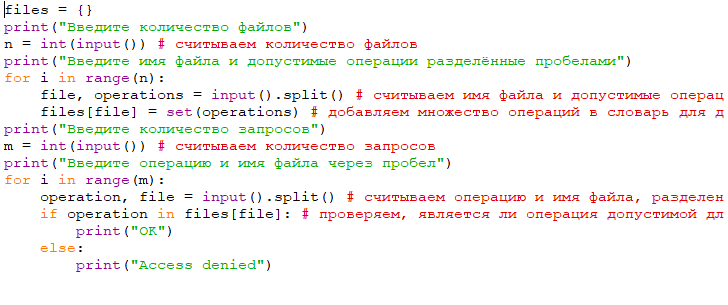 files = {}
print("Введите количество файлов")
n = int(input()) # считываем количество файлов
print("Введите имя файла и допустимые операции разделённые пробелами")
for i in range(n):
    file, operations = input().split() # считываем имя файла и допустимые операц
    files[file] = set(operations) # добавляем множество операций в словарь для д
print("Введите количество запросов")
m = int(input()) # считываем количество запросов
print("Введите операцию и имя файла через пробел")
for i in range(m):
    operation, file = input().split() # считываем операцию и имя файла, разделен
    if operation in files[file]: # проверяем, является ли операция допустимой дл
        print("OK")
    else:
        print("Access denied")